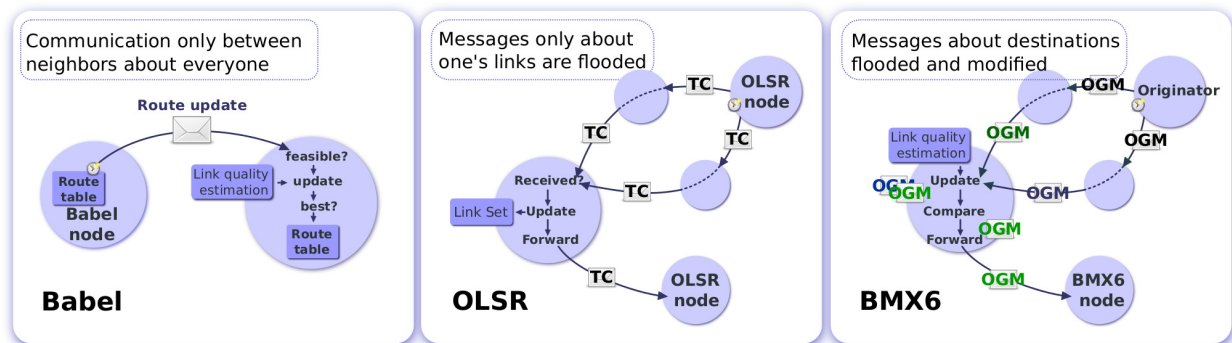 Communication only between
neighbors about everyone
Route update
Route
table
Babel
node
feasible?
Link quality
estimation
update
best?
Route
table
Babel
Messages only about
one's links are flooded
TC
OLSR
node
TC
TC
Received?
TC
Link Set
Update
Forward
TC
OLSR
node
OLSR
Messages about destinations
flooded and modified
OGM
Originator
OGM
OGM
Link quality
estimation
OGM
OGM
Update
OGM
Compare
OGM
Forward
OGM
BMX6
node
BMX6